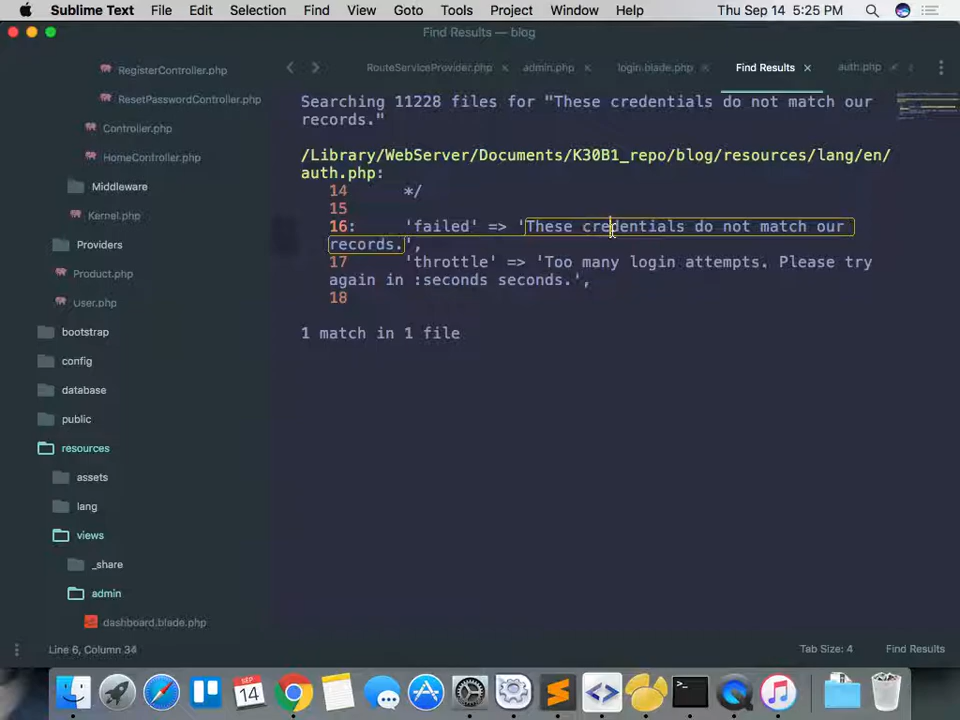 Sublime Text File Edit Selection Find View Goto Tools Project Window Help Thu Sep 14 5:25 PM
Find Results — blog
RouteServiceProvider.php × admin.php × login.blade.php × Find Results × auth.php ×
RegisterController.php
ResetPasswordController.php
Controller.php
HomeController.php
Middleware
Kernel.php
Providers
Product.php
User.php
bootstrap
config
database
public
resources
assets
lang
views
_share
admin
dashboard.blade.php
Searching 11228 files for "These credentials do not match our
records."
/Library/WebServer/Documents/K30B1_repo/blog/resources/lang/en/
auth.php:
14 */
15
16: 'failed' => 'These credentials do not match our
records.',
17 'throttle' => 'Too many login attempts. Please try
again in :seconds seconds.',
18
1 match in 1 file
Line 6, Column 34 Tab Size: 4 Find Results
SEP
14